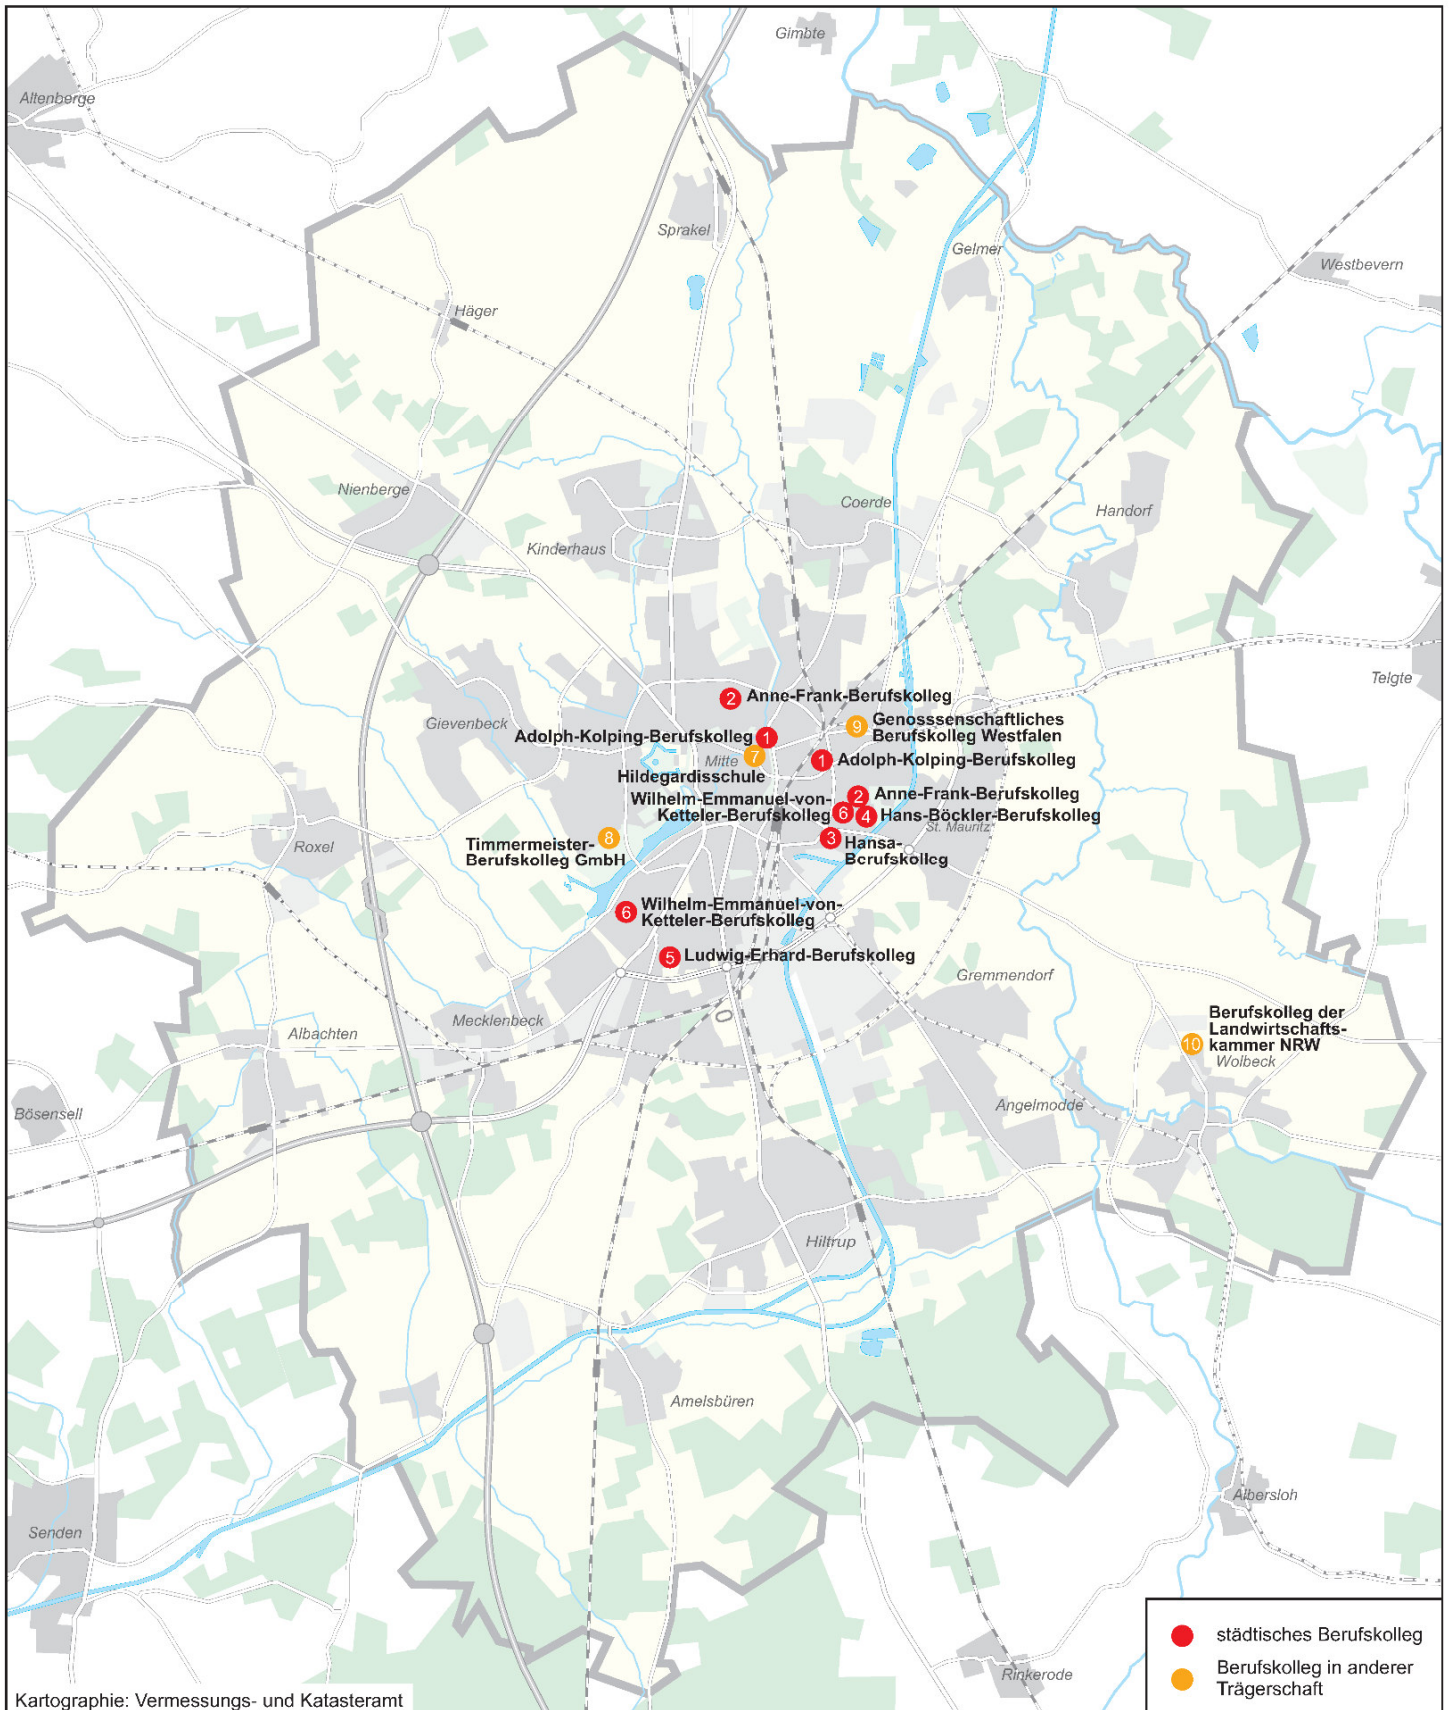 Gimbte
Altenberge
Sprakel
Gelmer
Westbevern
Häger
Nienberge
Coerde
Handorf
Kinderhaus
Telgte
2 Anne-Frank-Berufskolleg
Gievenbeck
9 Genosssenschaftliches
Berufskolleg Westfalen
Adolph-Kolping-Berufskolleg 1
Mitte
7
Hildegardisschule
1 Adolph-Kolping-Berufskolleg
2 Anne-Frank-Berufskolleg
Wilhelm-Emmanuel-von-
Ketteler-Berufskolleg 6
4 Hans-Böckler-Berufskolleg
St. Mauritz
3 Hansa-
Berufskolleg
Roxel
8
Timmermeister-
Berufskolleg GmbH
6 Wilhelm-Emmanuel-von-
Ketteler-Berufskolleg
5 Ludwig-Erhard-Berufskolleg
Gremmendorf
Mecklenbeck
Albachten
Berufskolleg der
Landwirtschafts-
10 kammer NRW
Wolbeck
Bösensell
Angelmodde
Hiltrup
Amelsbüren
Albersloh
Senden
Rinkerode
städtisches Berufskolleg
Berufskolleg in anderer
Trägerschaft
Kartographie: Vermessungs- und Katasteramt